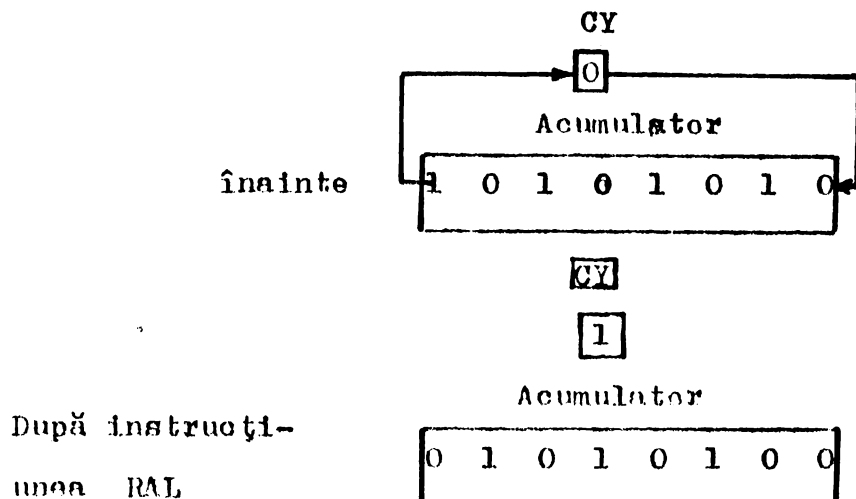 CY
0
Acumulator
înainte 1 0 1 0 1 0 1 0
CY
1
Acumulator
După instrucţi- 0 1 0 1 0 1 0 0
unea RAL